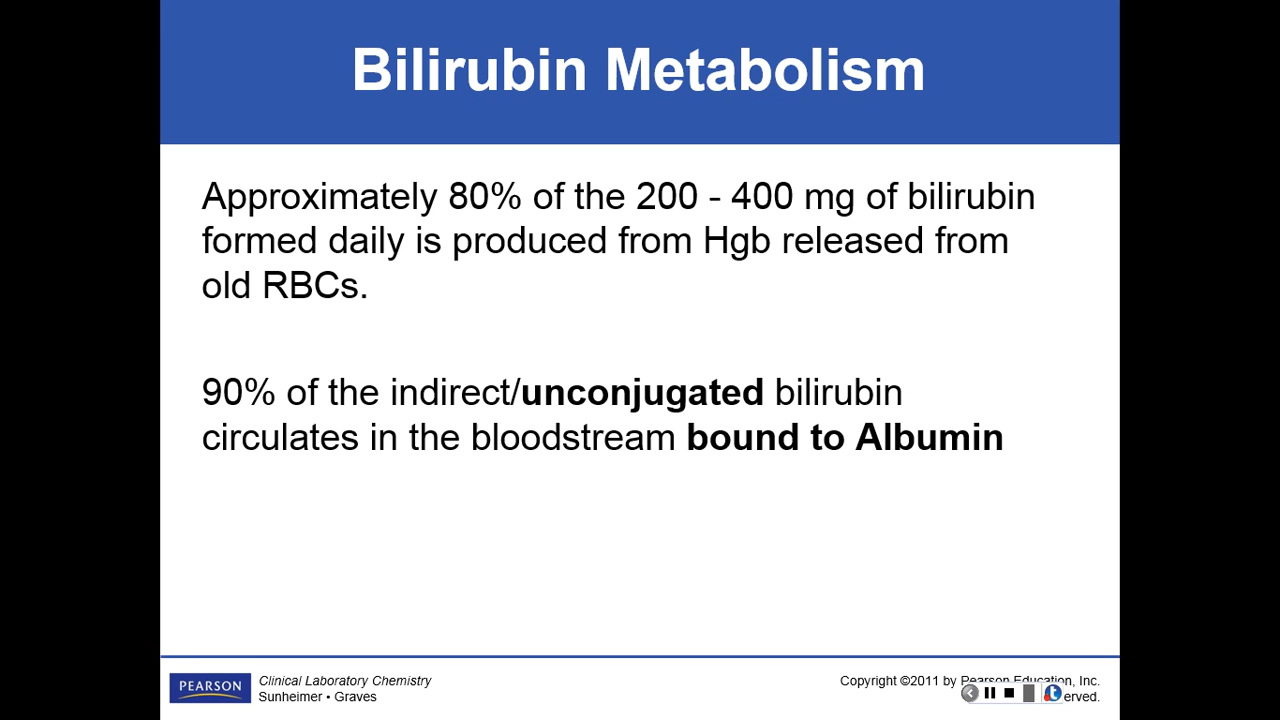 Bilirubin Metabolism
Approximately 80% of the 200 - 400 mg of bilirubin
formed daily is produced from Hgb released from
old RBCs.
90% of the indirect/unconjugated bilirubin
circulates in the bloodstream bound to Albumin
PEARSON
Clinical Laboratory Chemistry
Sunheimer • Graves
Copyright ©2011 by Pearson Education, Inc.
erved.